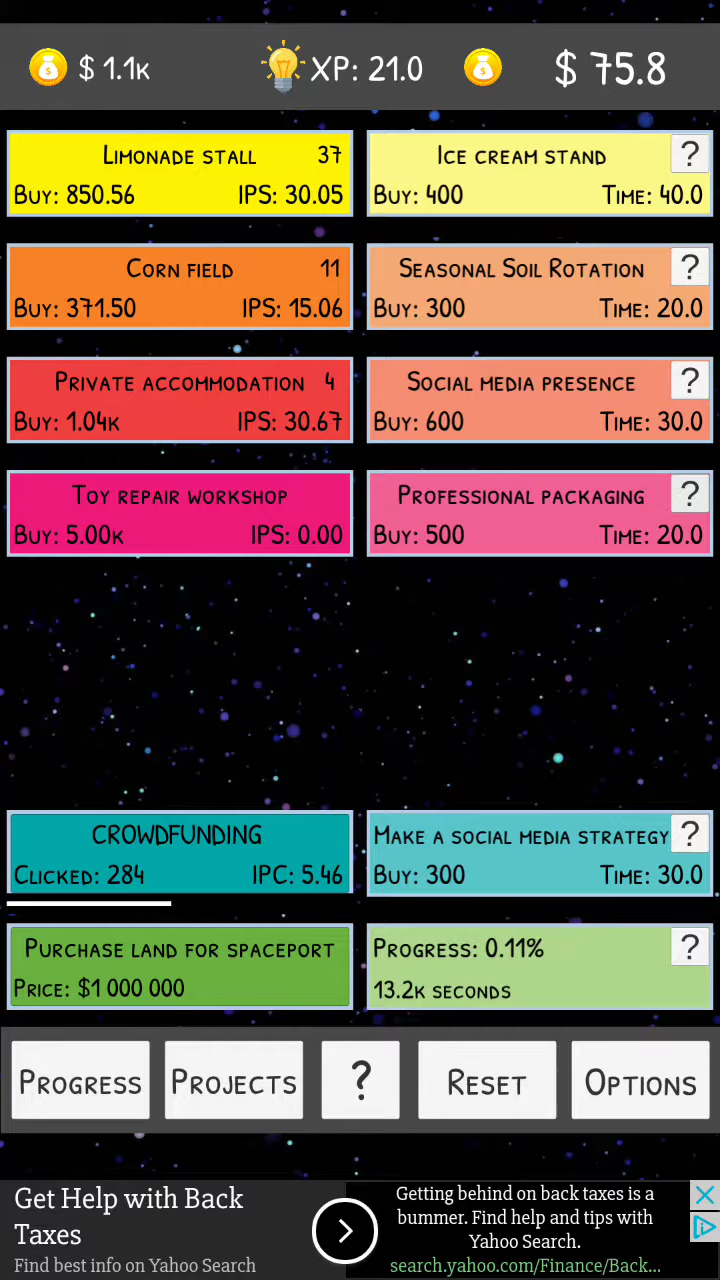 $ 1.1K XP: 21.0 $ 75.8
LIMONADE STALL 37
BUY: 850.56 IPS: 30.05
ICE CREAM STAND ?
BUY: 400 TIME: 40.0
CORN FIELD 11
BUY: 371.50 IPS: 15.06
SEASONAL SOIL ROTATION ?
BUY: 300 TIME: 20.0
PRIVATE ACCOMMODATION 4
BUY: 1.04K IPS: 30.67
SOCIAL MEDIA PRESENCE ?
BUY: 600 TIME: 30.0
TOY REPAIR WORKSHOP
BUY: 5.00K IPS: 0.00
PROFESSIONAL PACKAGING ?
BUY: 500 TIME: 20.0
CROWDFUNDING
CLICKED: 284 IPC: 5.46
MAKE A SOCIAL MEDIA STRATEGY ?
BUY: 300 TIME: 30.0
PURCHASE LAND FOR SPACEPORT
PRICE: $1 000 000
PROGRESS: 0.11% ?
13.2K SECONDS
PROGRESS PROJECTS ? RESET OPTIONS
Get Help with Back
Taxes
Find best info on Yahoo Search
Getting behind on back taxes is a
bummer. Find help and tips with
Yahoo Search.
search.yahoo.com/Finance/Back...